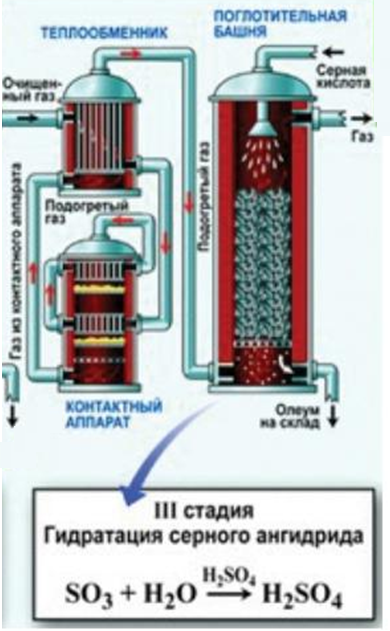 ТЕПЛООБМЕННИК
ПОГЛОТИТЕЛЬНАЯ
БАШНЯ
Очищен-
ный газ
Серная
кислота
Газ
Подогретый
газ
Подогретый газ
Газ из контактного аппарата
КОНТАКТНЫЙ
АППАРАТ
Олеум
на склад
III стадия
Гидратация серного ангидрида
SO₃ + H₂O \xrightarrow{H₂SO₄} H₂SO₄